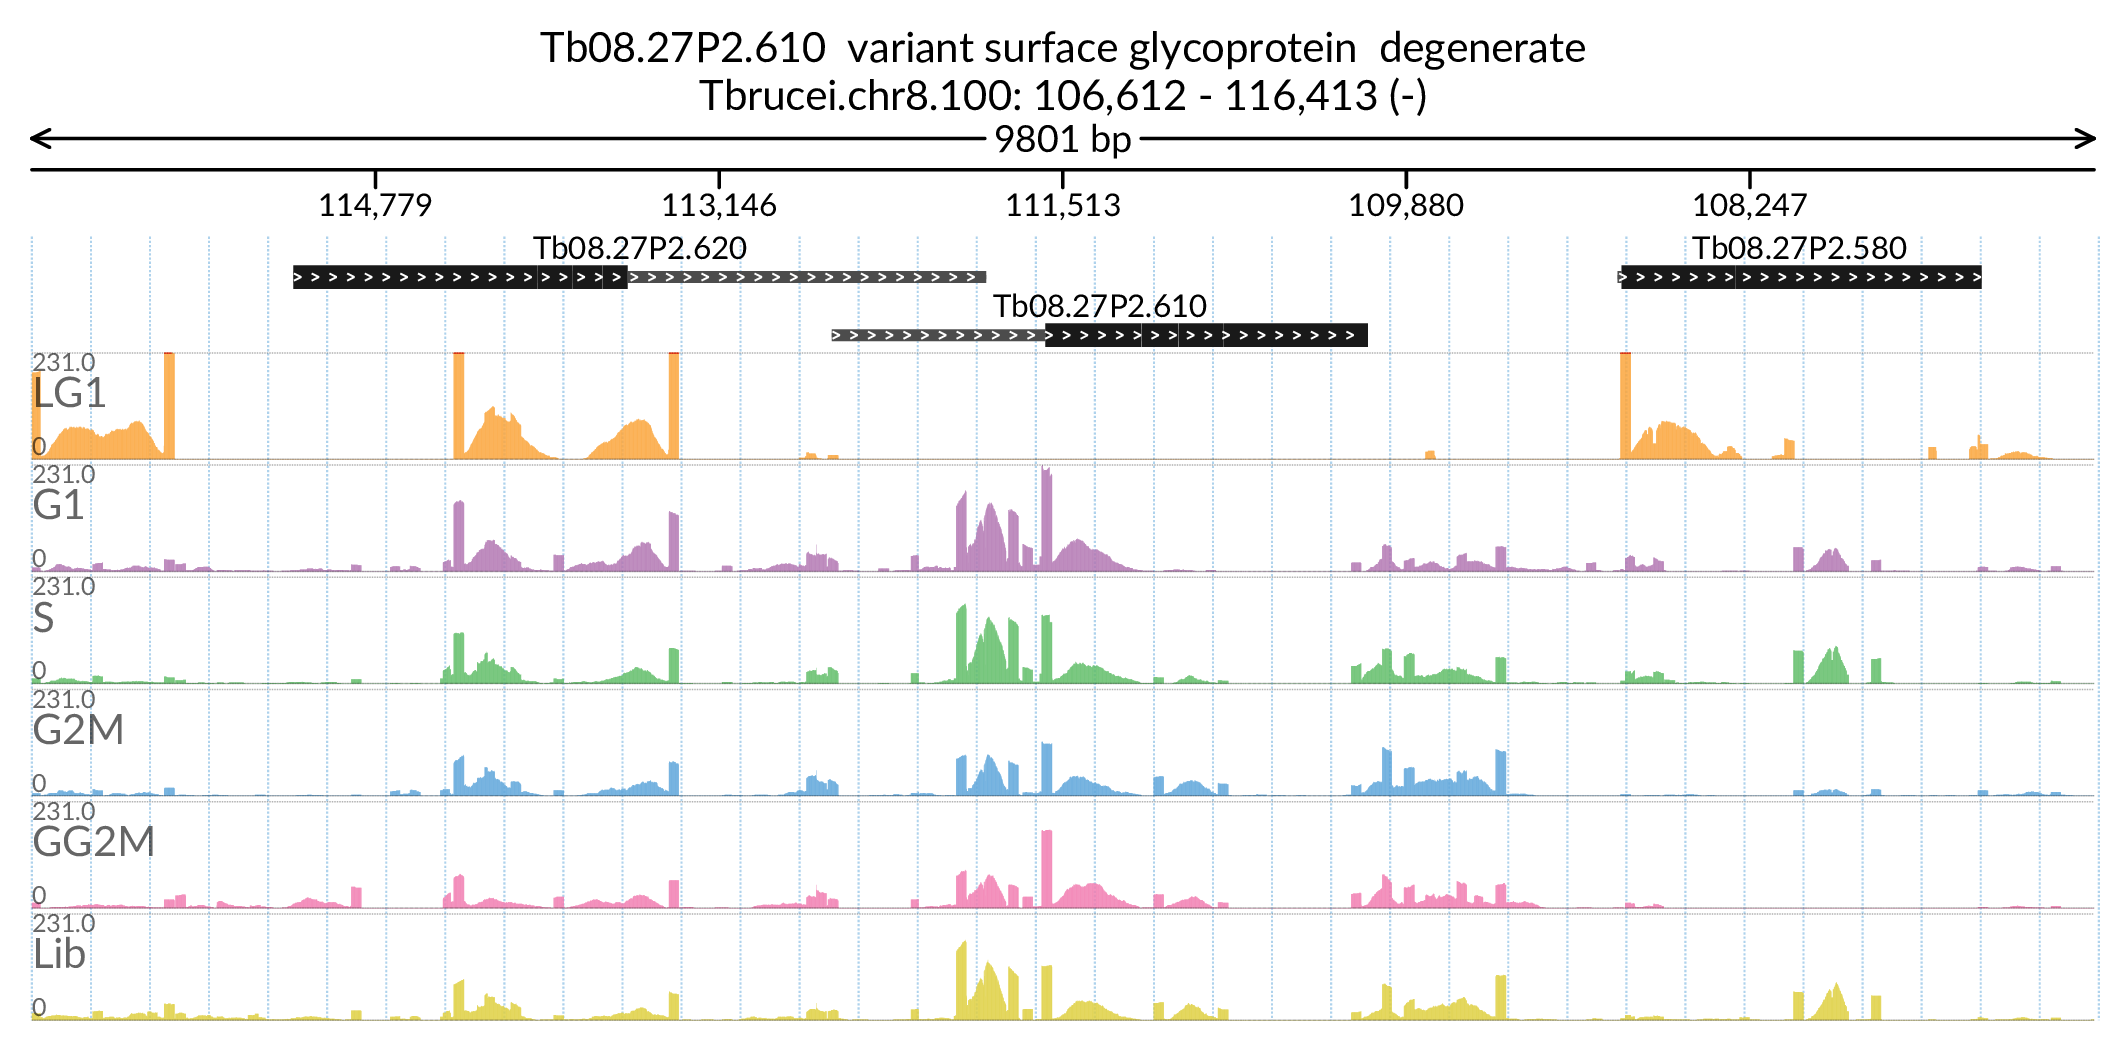 Tb08.27P2.610 variant surface glycoprotein degenerate
Tbrucei.chr8.100: 106,612 - 116,413 (-)
9801 bp
114,779 113,146 111,513 109,880 108,247
Tb08.27P2.620 Tb08.27P2.580
Tb08.27P2.610
231.0
LG1
0
231.0
G1
0
231.0
S
0
231.0
G2M
0
231.0
GG2M
0
231.0
Lib
0